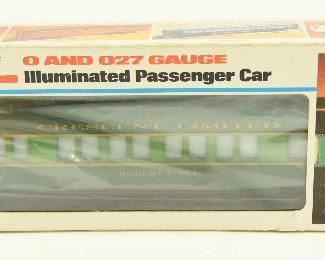 O AND O27 GAUGE
Illuminated Passenger Car
CRESCENT LIMITED
ROBERT E. LEE